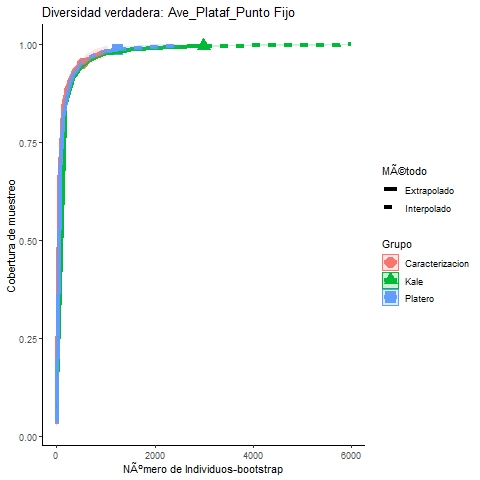 Diversidad verdadera: Ave_Plataf_Punto Fijo
1.00
0.75
0.50
0.25
0.00
Cobertura de muestreo
0
2000
4000
6000
NÃºmero de Individuos-bootstrap
MÃ©todo
Extrapolado
Interpolado
Grupo
Caracterizacion
Kale
Platero